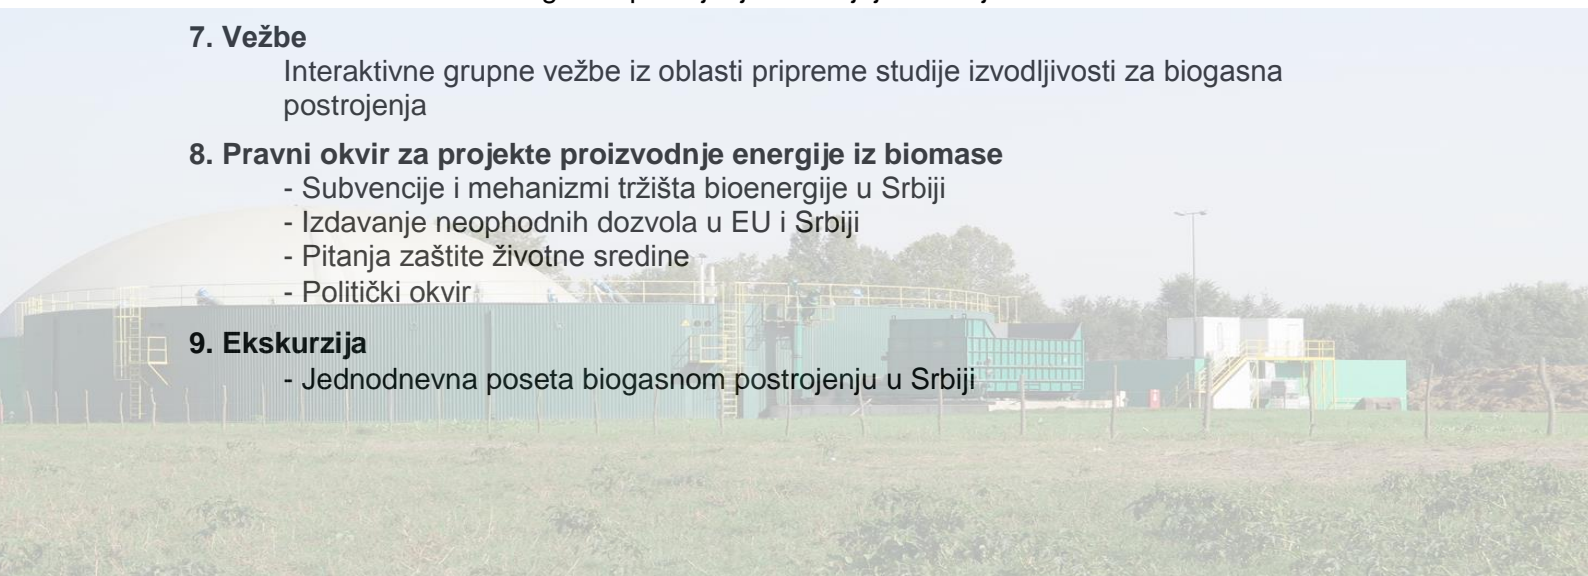 7. Vežbe
Interaktivne grupne vežbe iz oblasti pripreme studije izvodljivosti za biogasna
postrojenja
8. Pravni okvir za projekte proizvodnje energije iz biomase
- Subvencije i mehanizmi tržišta bioenergije u Srbiji
- Izdavanje neophodnih dozvola u EU i Srbiji
- Pitanja zaštite životne sredine
- Politički okvir
9. Ekskurzija
- Jednodnevna poseta biogasnom postrojenju u Srbiji